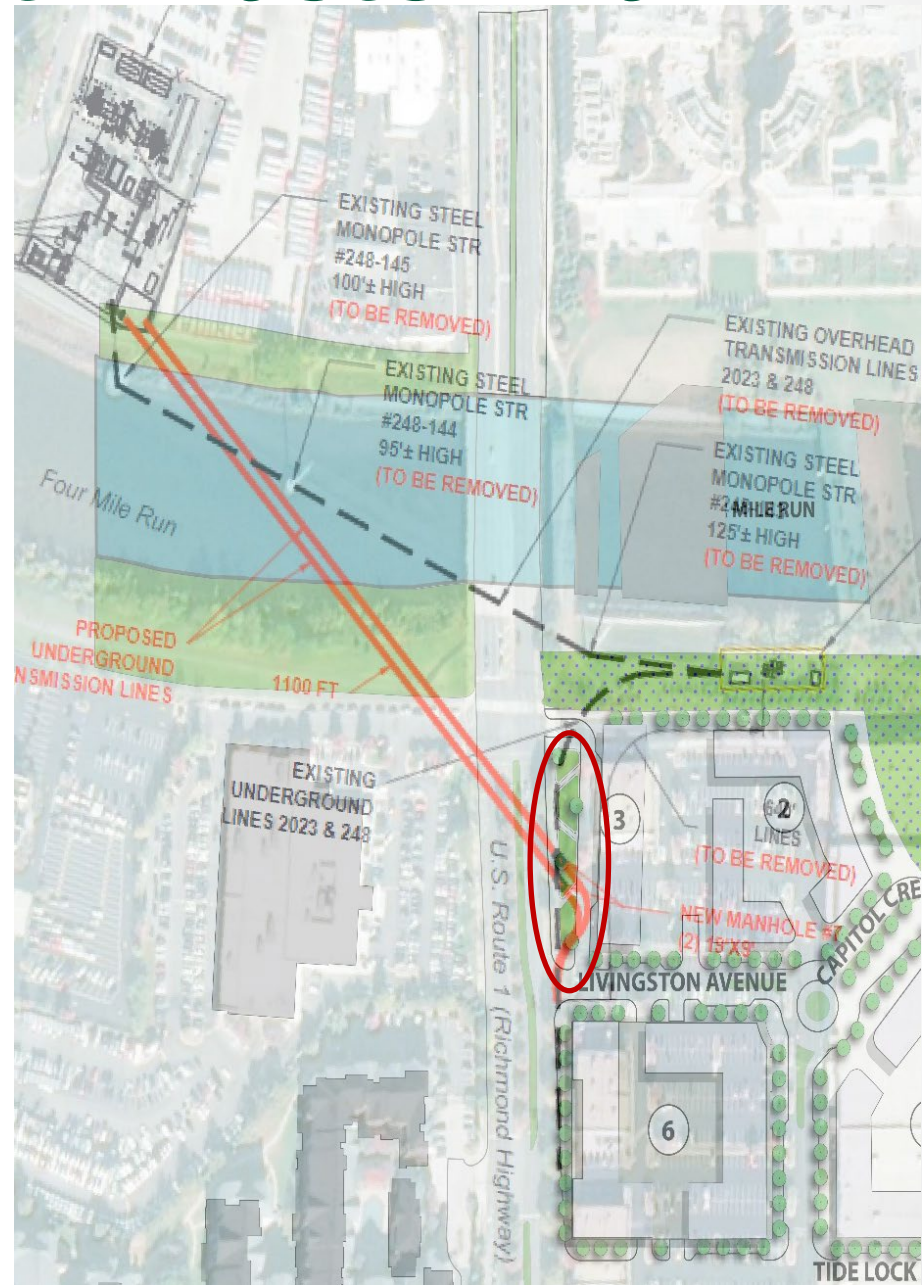 EXISTING STEEL
MONOPOLE STR
#248-145
100'± HIGH
(TO BE REMOVED)
EXISTING OVERHEAD
TRANSMISSION LINES
2023 & 248
(TO BE REMOVED)
EXISTING STEEL
MONOPOLE STR
#248-144
95'± HIGH
(TO BE REMOVED)
EXISTING STEEL
MONOPOLE STR
MILE RUN
125'± HIGH
(TO BE REMOVED)
Four Mile Run
PROPOSED
UNDERGROUND
NSMISSION LINES
1100 FT
EXISTING
UNDERGROUND
LINES 2023 & 248
3
2
LINES
(TO BE REMOVED)
NEW MANHOLE
(2)
CAPITOL CRE
LIVINGSTON AVENUE
U.S. Route 1 (Richmond Highway)
6
TIDE LOCK